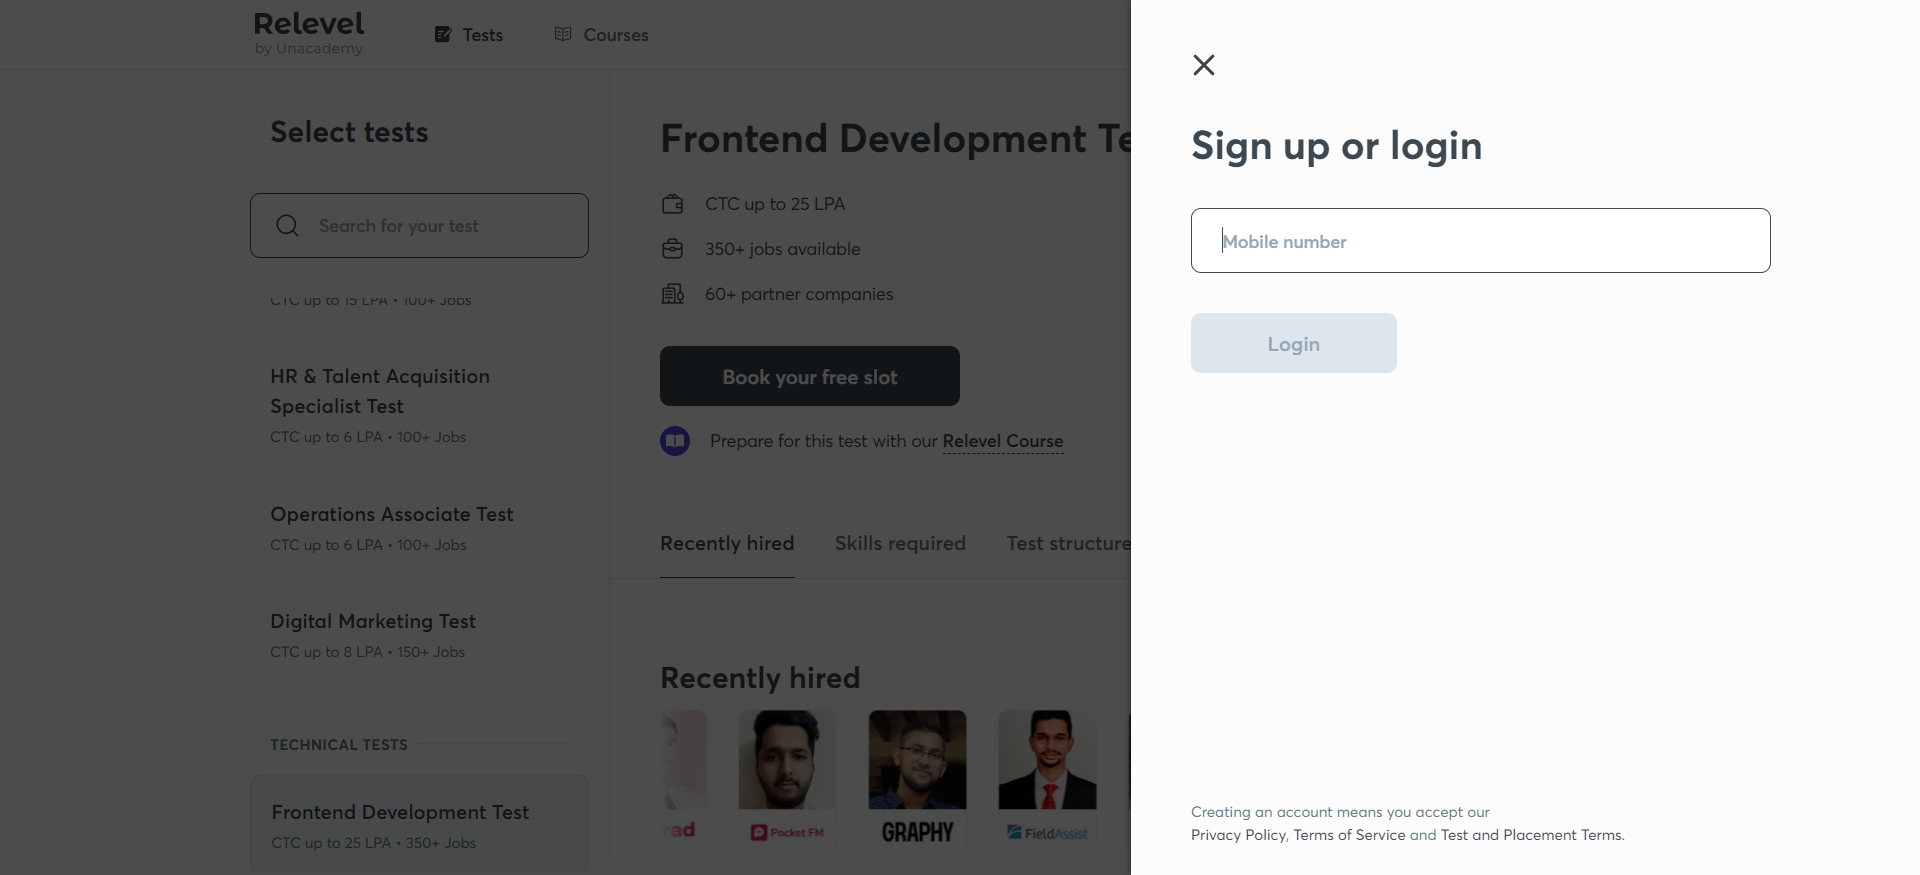 Relevel
by Unacademy
Tests
Courses
Select tests
Search for your test
CTC up to 15 LPA • 100+ Jobs
HR & Talent Acquisition
Specialist Test
CTC up to 6 LPA • 100+ Jobs
Operations Associate Test
CTC up to 6 LPA • 100+ Jobs
Digital Marketing Test
CTC up to 8 LPA • 150+ Jobs
TECHNICAL TESTS
Frontend Development Test
CTC up to 25 LPA • 350+ Jobs
Frontend Development Te
CTC up to 25 LPA
350+ jobs available
60+ partner companies
Book your free slot
Prepare for this test with our Relevel Course
Recently hired
Skills required
Test structure
Recently hired
rad
Pocket FM
GRAPHY
FieldAssist
Sign up or login
Mobile number
Login
Creating an account means you accept our
Privacy Policy, Terms of Service and Test and Placement Terms.